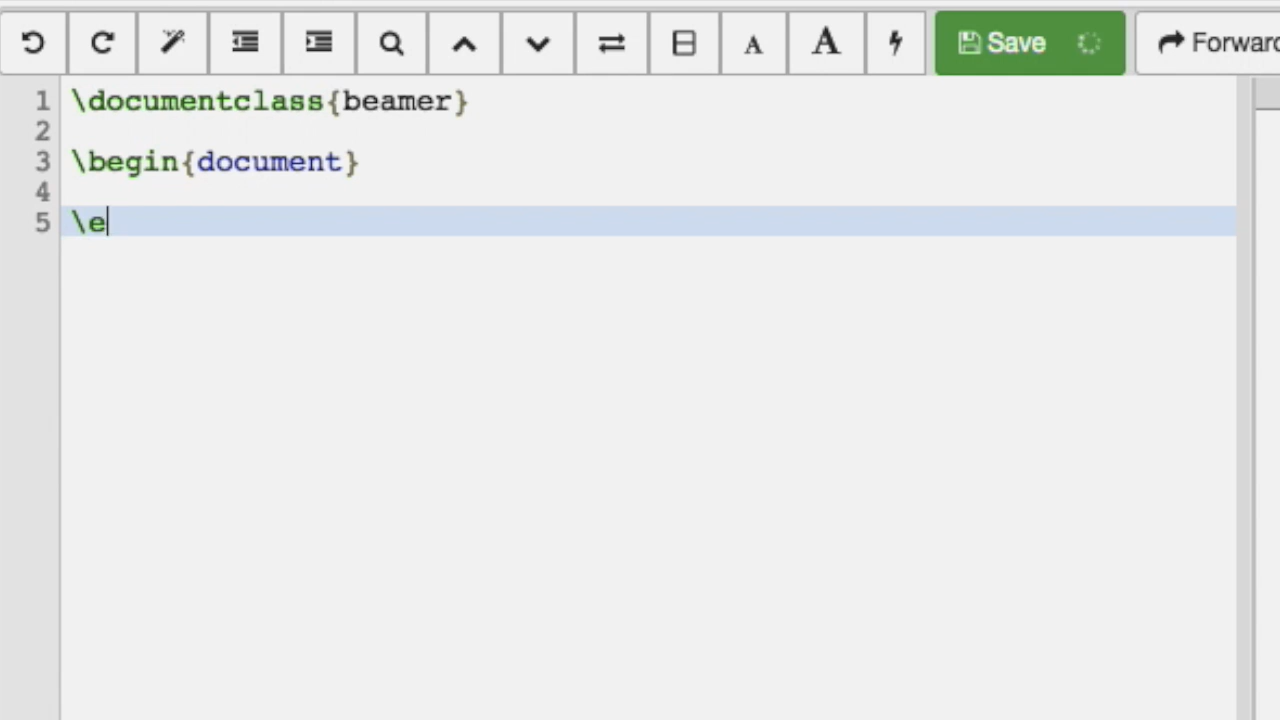 A A Save Forward
1 \documentclass{beamer}
2
3 \begin{document}
4
5 \e